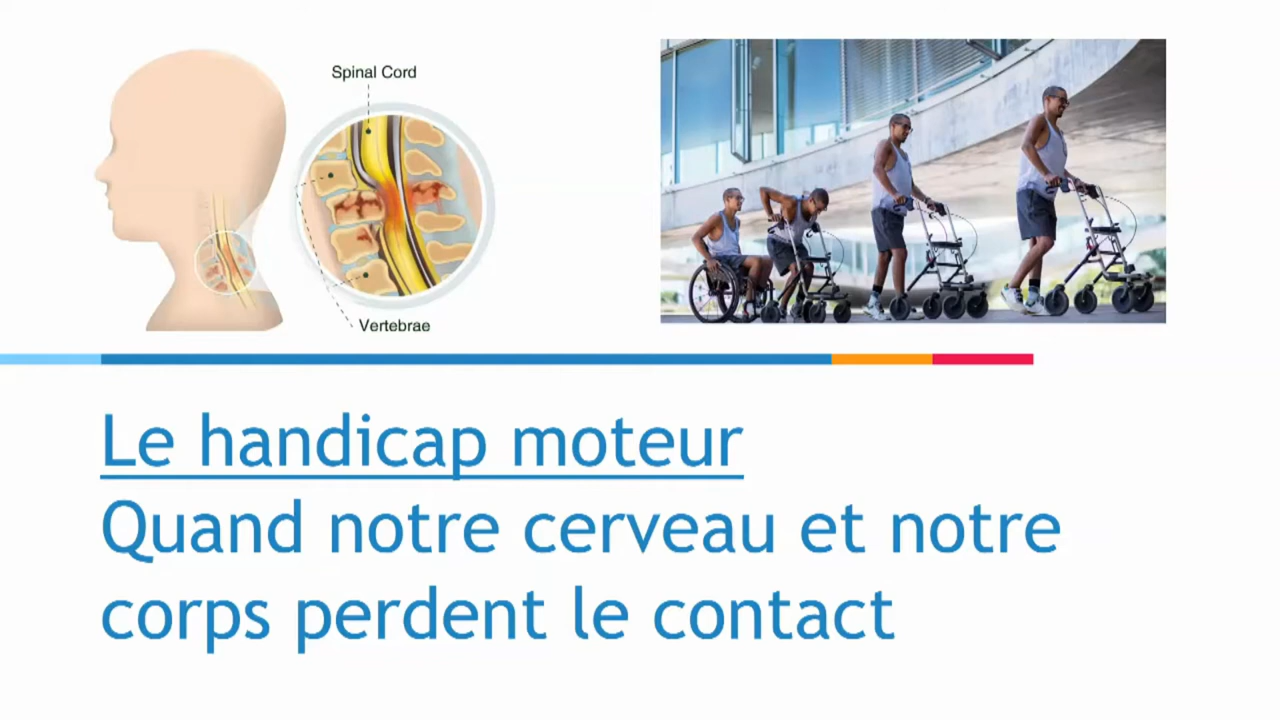 Spinal Cord
Vertebrae
Le handicap moteur
Quand notre cerveau et notre
corps perdent le contact